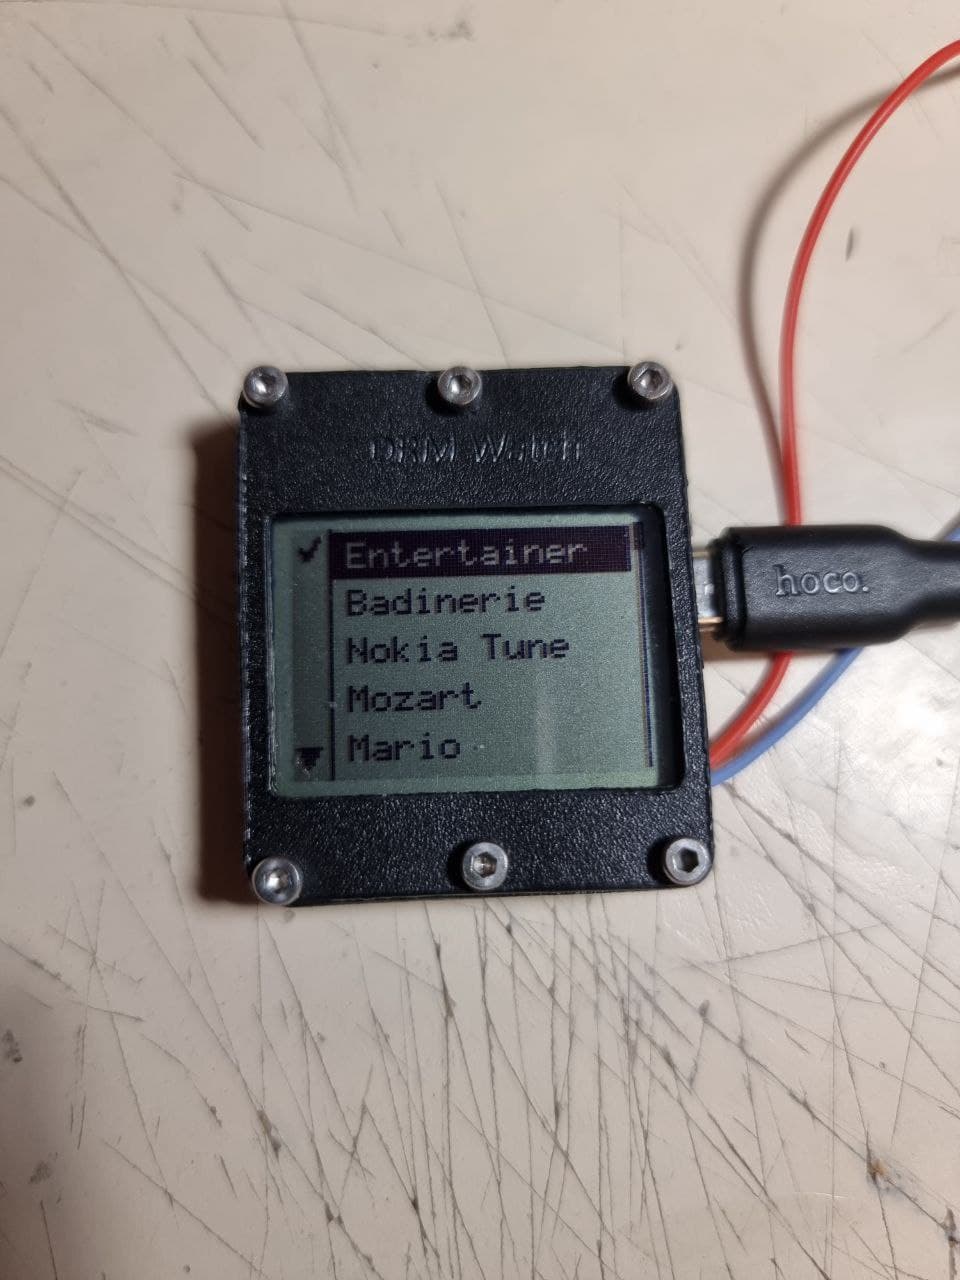 DRM Watch
Entertainer
Badinerie
Nokia Tune
Mozart
Mario
hoco.